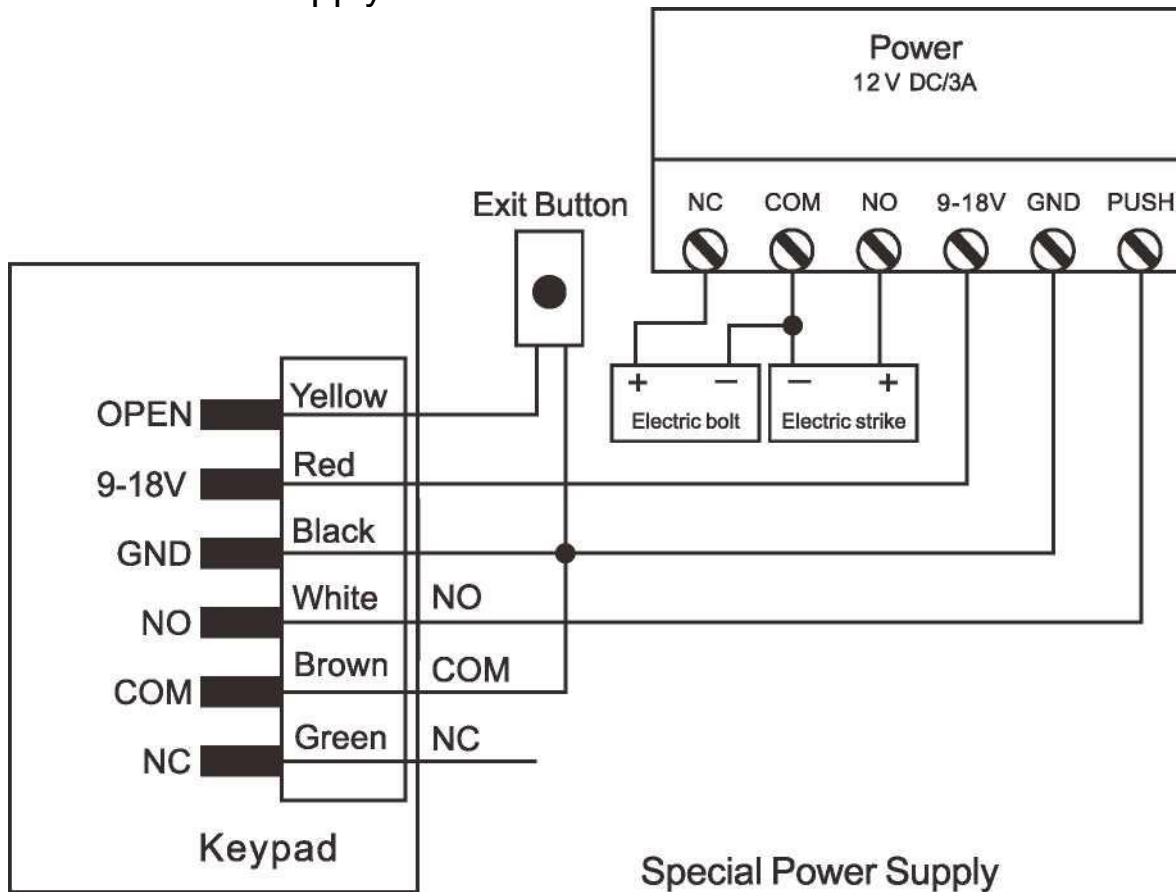 pply
Power
12 V DC/3A
NC COM NO 9-18V GND PUSH
Exit Button
+ − − +
Electric bolt Electric strike
OPEN Yellow
9-18V Red
GND Black
NO White NO
COM Brown COM
NC Green NC
Keypad
Special Power Supply